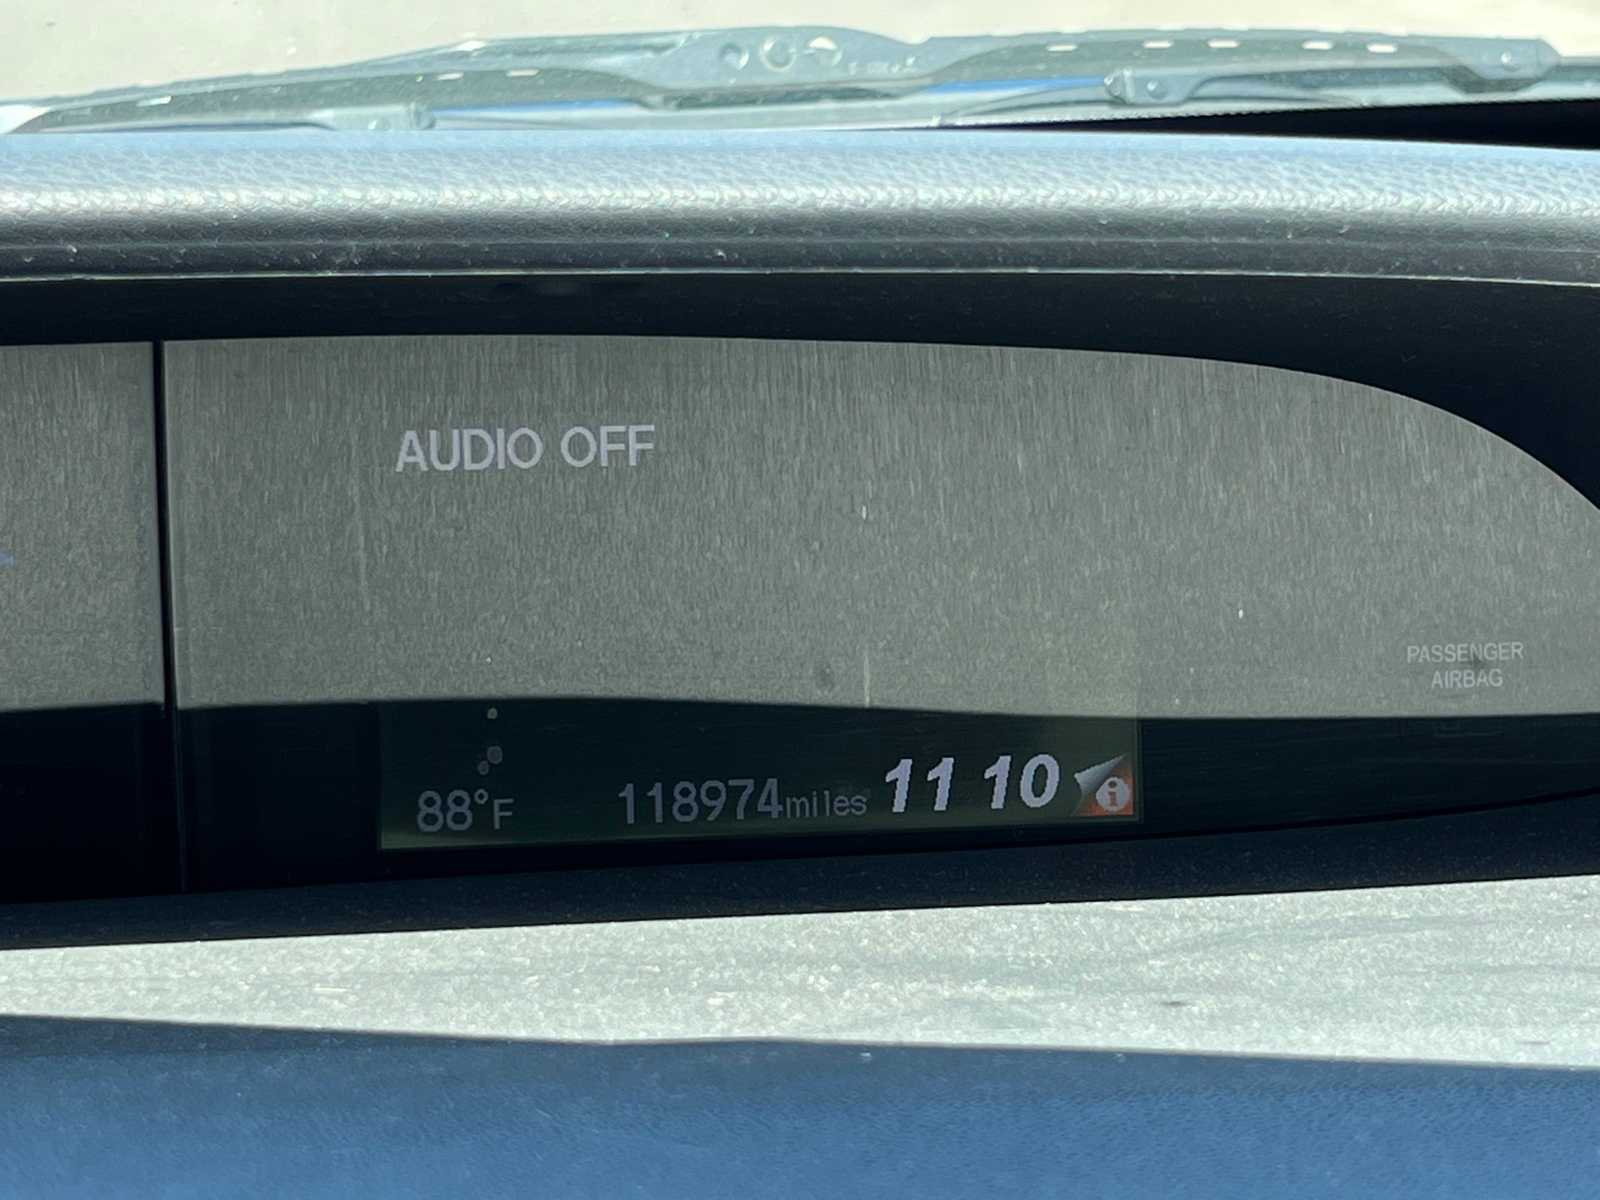 AUDIO OFF
PASSENGER
AIRBAG
88°F 118974miles 11 10 i